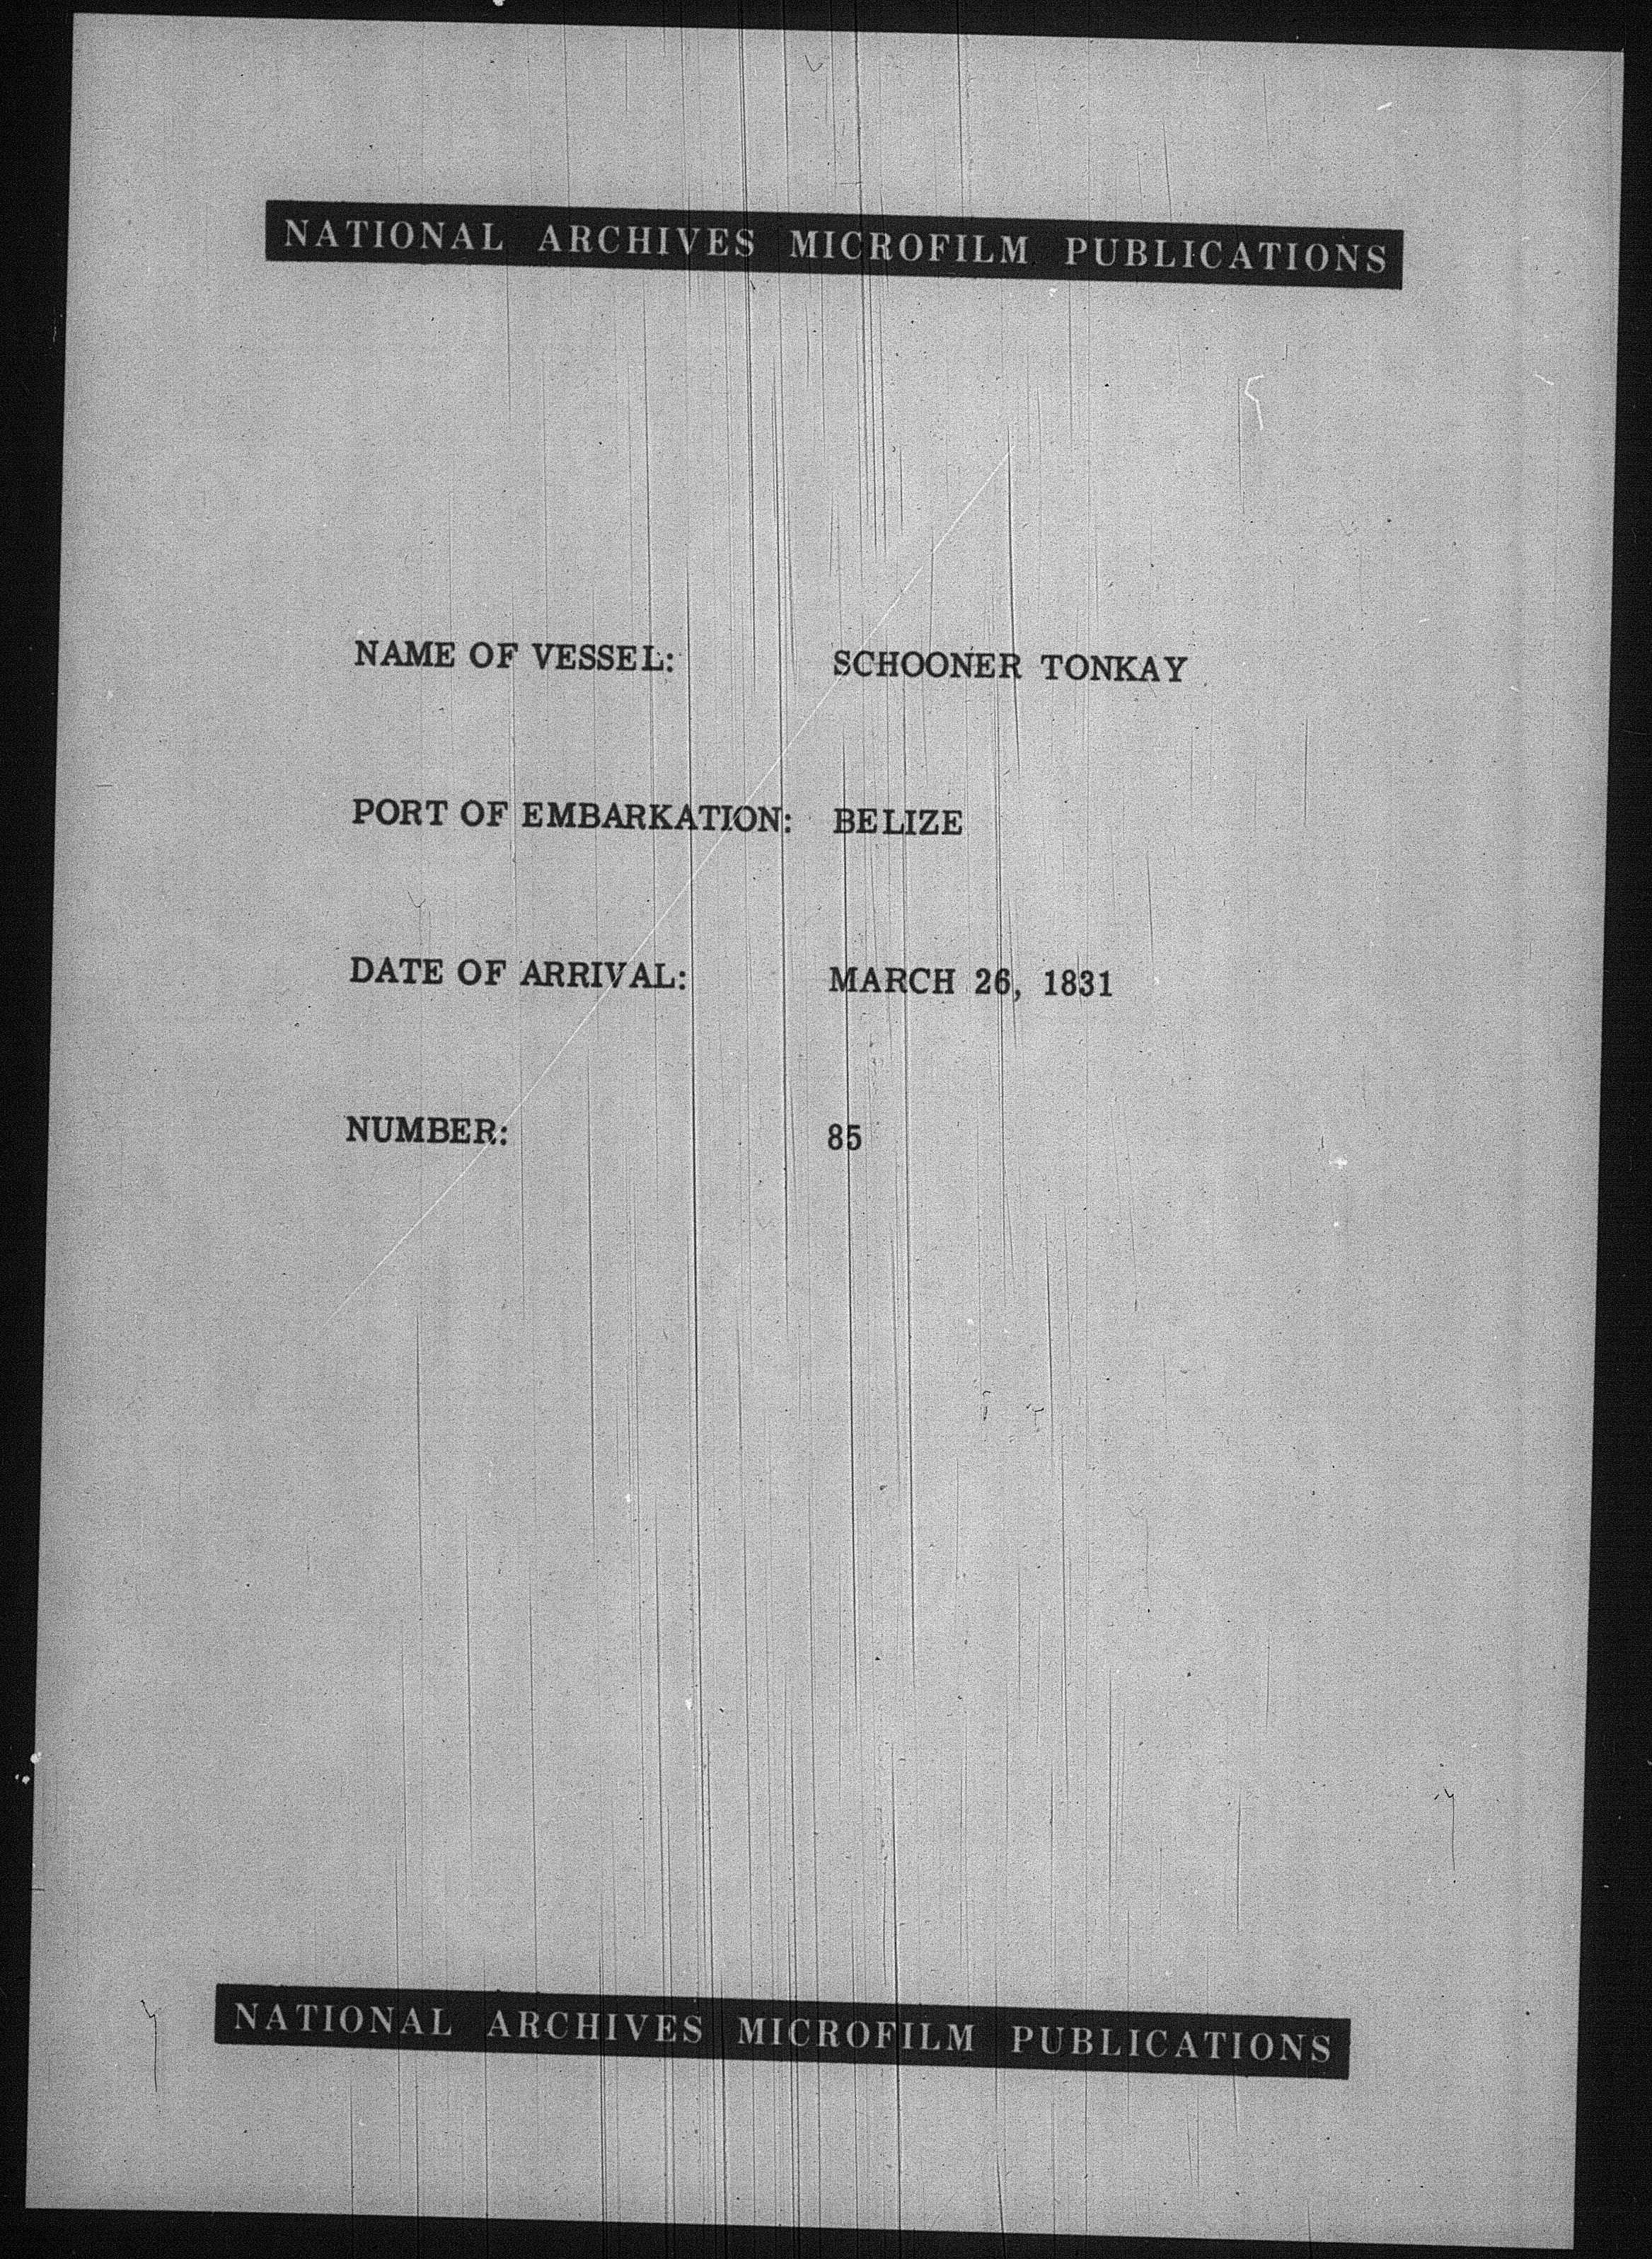 NATIONAL ARCHIVES MICROFILM PUBLICATIONS
NAME OF VESSEL: SCHOONER TONKAY
PORT OF EMBARKATION: BELIZE
DATE OF ARRIVAL: MARCH 26, 1831
NUMBER: 85
NATIONAL ARCHIVES MICROFILM PUBLICATIONS